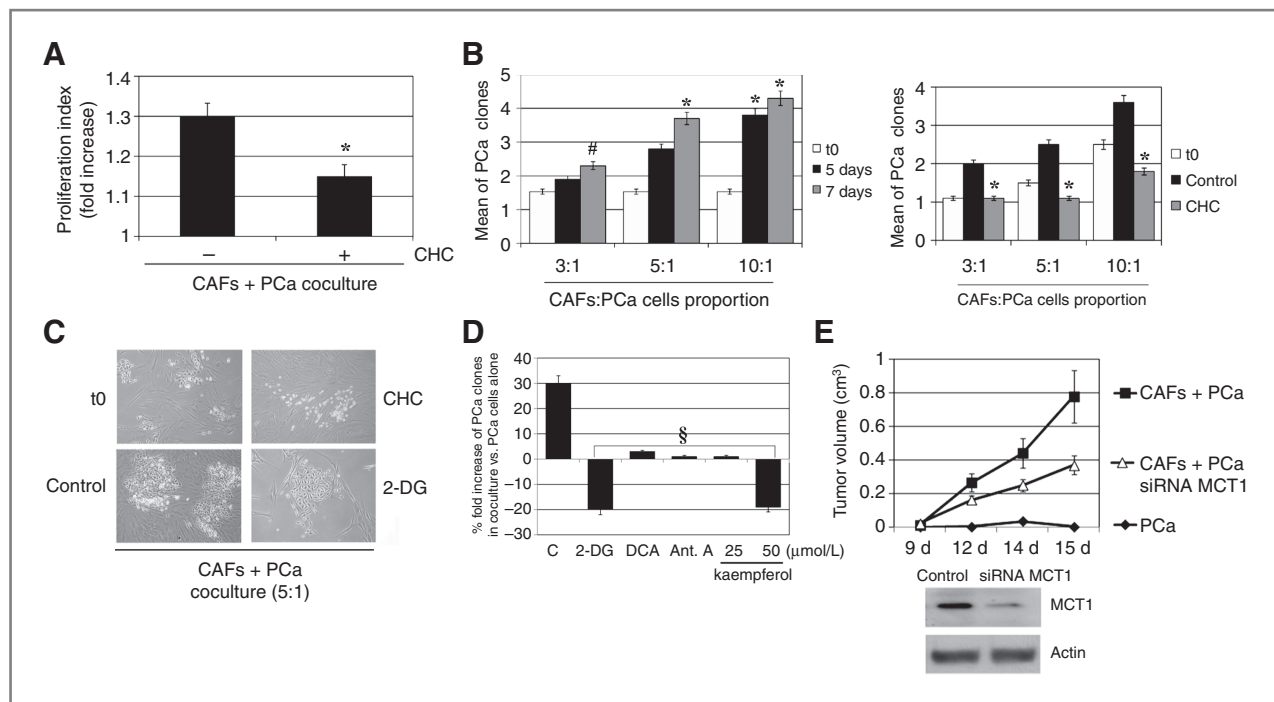 A
Proliferation index
(fold increase)
1.4
1.3
1.2
1.1
1
*
–
+
CHC
CAFs + PCa coculture
B
Mean of PCa clones
5
4
3
2
1
0
#
*
*
*
t0
5 days
7 days
3:1
5:1
10:1
CAFs:PCa cells proportion
Mean of PCa clones
4
3
2
1
0
*
*
*
t0
Control
CHC
3:1
5:1
10:1
CAFs:PCa cells proportion
C
t0
CHC
Control
2-DG
CAFs + PCa
coculture (5:1)
D
% fold increase of PCa clones
in coculture vs. PCa cells alone
40
30
20
10
0
–10
–20
–30
§
C
2-DG
DCA
Ant. A
25
50
(μmol/L)
kaempferol
E
Tumor volume (cm³)
1
0.8
0.6
0.4
0.2
0
9 d
12 d
14 d
15 d
CAFs + PCa
CAFs + PCa
siRNA MCT1
PCa
Control
siRNA MCT1
MCT1
Actin